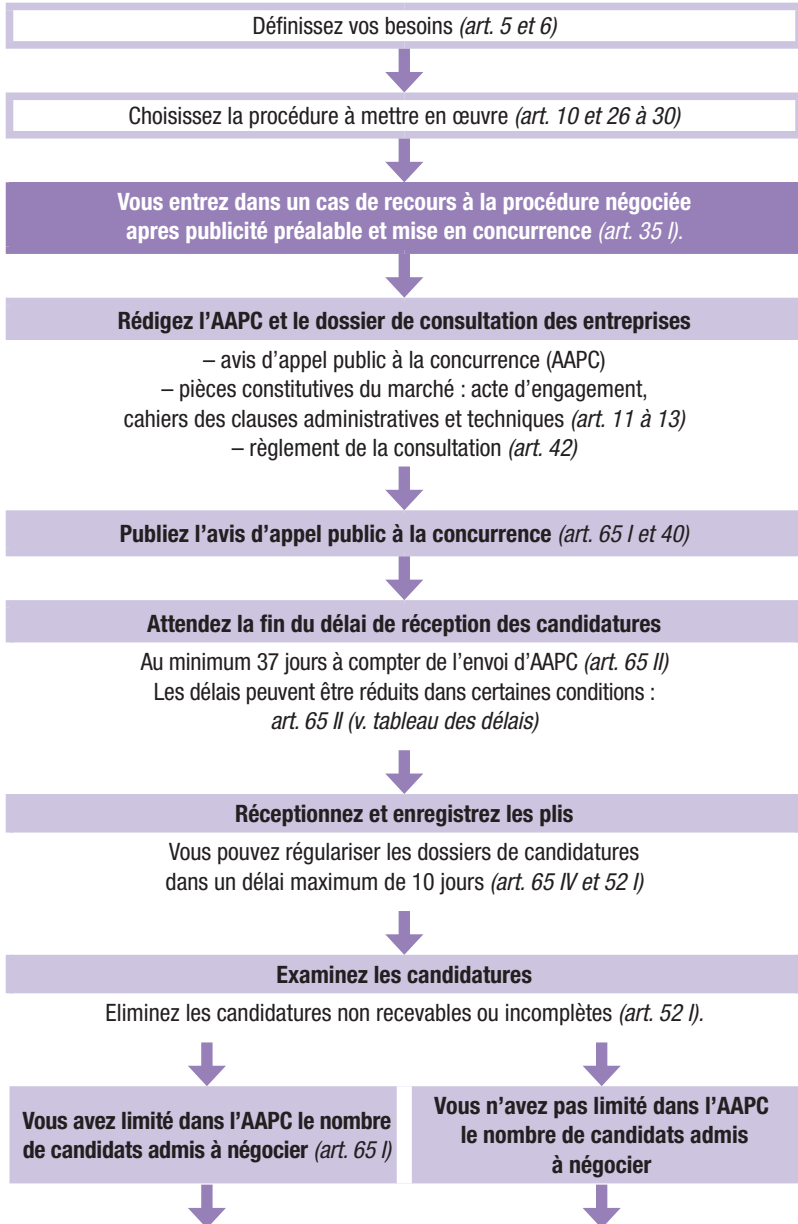 Définissez vos besoins (art. 5 et 6)
Choisissez la procédure à mettre en œuvre (art. 10 et 26 à 30)
Vous entrez dans un cas de recours à la procédure négociée
apres publicité préalable et mise en concurrence (art. 35 I).
Rédigez l’AAPC et le dossier de consultation des entreprises
– avis d’appel public à la concurrence (AAPC)
– pièces constitutives du marché : acte d’engagement,
cahiers des clauses administratives et techniques (art. 11 à 13)
– règlement de la consultation (art. 42)
Publiez l’avis d’appel public à la concurrence (art. 65 I et 40)
Attendez la fin du délai de réception des candidatures
Au minimum 37 jours à compter de l’envoi d’AAPC (art. 65 II)
Les délais peuvent être réduits dans certaines conditions :
art. 65 II (v. tableau des délais)
Réceptionnez et enregistrez les plis
Vous pouvez régulariser les dossiers de candidatures
dans un délai maximum de 10 jours (art. 65 IV et 52 I)
Examinez les candidatures
Eliminez les candidatures non recevables ou incomplètes (art. 52 I).
Vous avez limité dans l’AAPC le nombre
de candidats admis à négocier (art. 65 I)
Vous n’avez pas limité dans l’AAPC
le nombre de candidats admis
à négocier